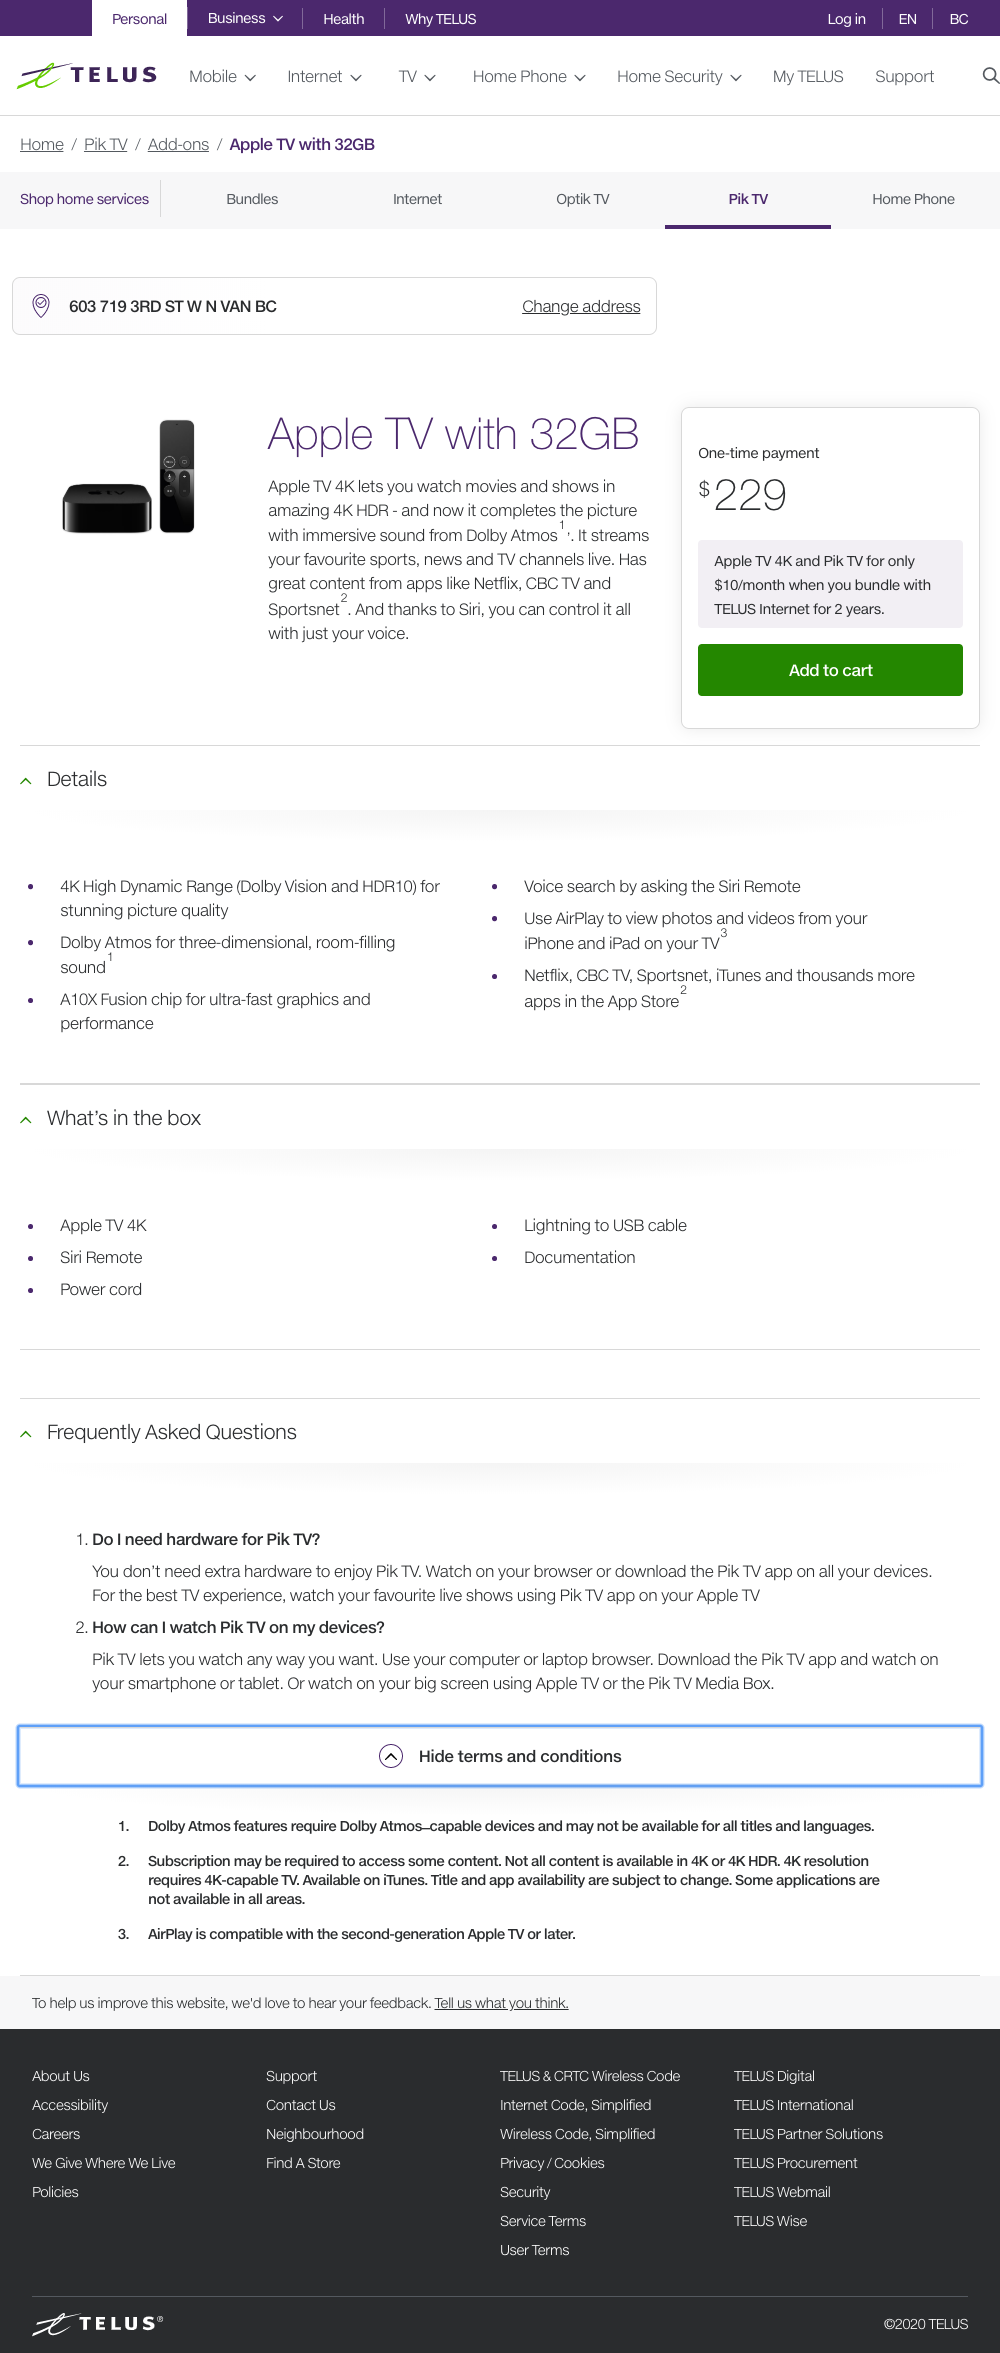 Personal Business Health Why TELUS Log in EN BC
TELUS Mobile Internet TV Home Phone Home Security My TELUS Support
Home / Pik TV / Add-ons / Apple TV with 32GB
Shop home services Bundles Internet Optik TV Pik TV Home Phone
603 719 3RD ST W N VAN BC Change address
Apple TV with 32GB
Apple TV 4K lets you watch movies and shows in
amazing 4K HDR - and now it completes the picture
with immersive sound from Dolby Atmos1,. It streams
your favourite sports, news and TV channels live. Has
great content from apps like Netflix, CBC TV and
Sportsnet2. And thanks to Siri, you can control it all
with just your voice.
One-time payment
$229
Apple TV 4K and Pik TV for only
$10/month when you bundle with
TELUS Internet for 2 years.
Add to cart
Details
• 4K High Dynamic Range (Dolby Vision and HDR10) for
stunning picture quality
• Dolby Atmos for three-dimensional, room-filling
sound1
• A10X Fusion chip for ultra-fast graphics and
performance
• Voice search by asking the Siri Remote
• Use AirPlay to view photos and videos from your
iPhone and iPad on your TV3
• Netflix, CBC TV, Sportsnet, iTunes and thousands more
apps in the App Store2
What's in the box
• Apple TV 4K
• Siri Remote
• Power cord
• Lightning to USB cable
• Documentation
Frequently Asked Questions
1. Do I need hardware for Pik TV?
You don't need extra hardware to enjoy Pik TV. Watch on your browser or download the Pik TV app on all your devices.
For the best TV experience, watch your favourite live shows using Pik TV app on your Apple TV
2. How can I watch Pik TV on my devices?
Pik TV lets you watch any way you want. Use your computer or laptop browser. Download the Pik TV app and watch on
your smartphone or tablet. Or watch on your big screen using Apple TV or the Pik TV Media Box.
Hide terms and conditions
1. Dolby Atmos features require Dolby Atmos–capable devices and may not be available for all titles and languages.
2. Subscription may be required to access some content. Not all content is available in 4K or 4K HDR. 4K resolution
requires 4K-capable TV. Available on iTunes. Title and app availability are subject to change. Some applications are
not available in all areas.
3. AirPlay is compatible with the second-generation Apple TV or later.
To help us improve this website, we'd love to hear your feedback. Tell us what you think.
About Us
Accessibility
Careers
We Give Where We Live
Policies
Support
Contact Us
Neighbourhood
Find A Store
TELUS & CRTC Wireless Code
Internet Code, Simplified
Wireless Code, Simplified
Privacy / Cookies
Security
Service Terms
User Terms
TELUS Digital
TELUS International
TELUS Partner Solutions
TELUS Procurement
TELUS Webmail
TELUS Wise
TELUS® ©2020 TELUS